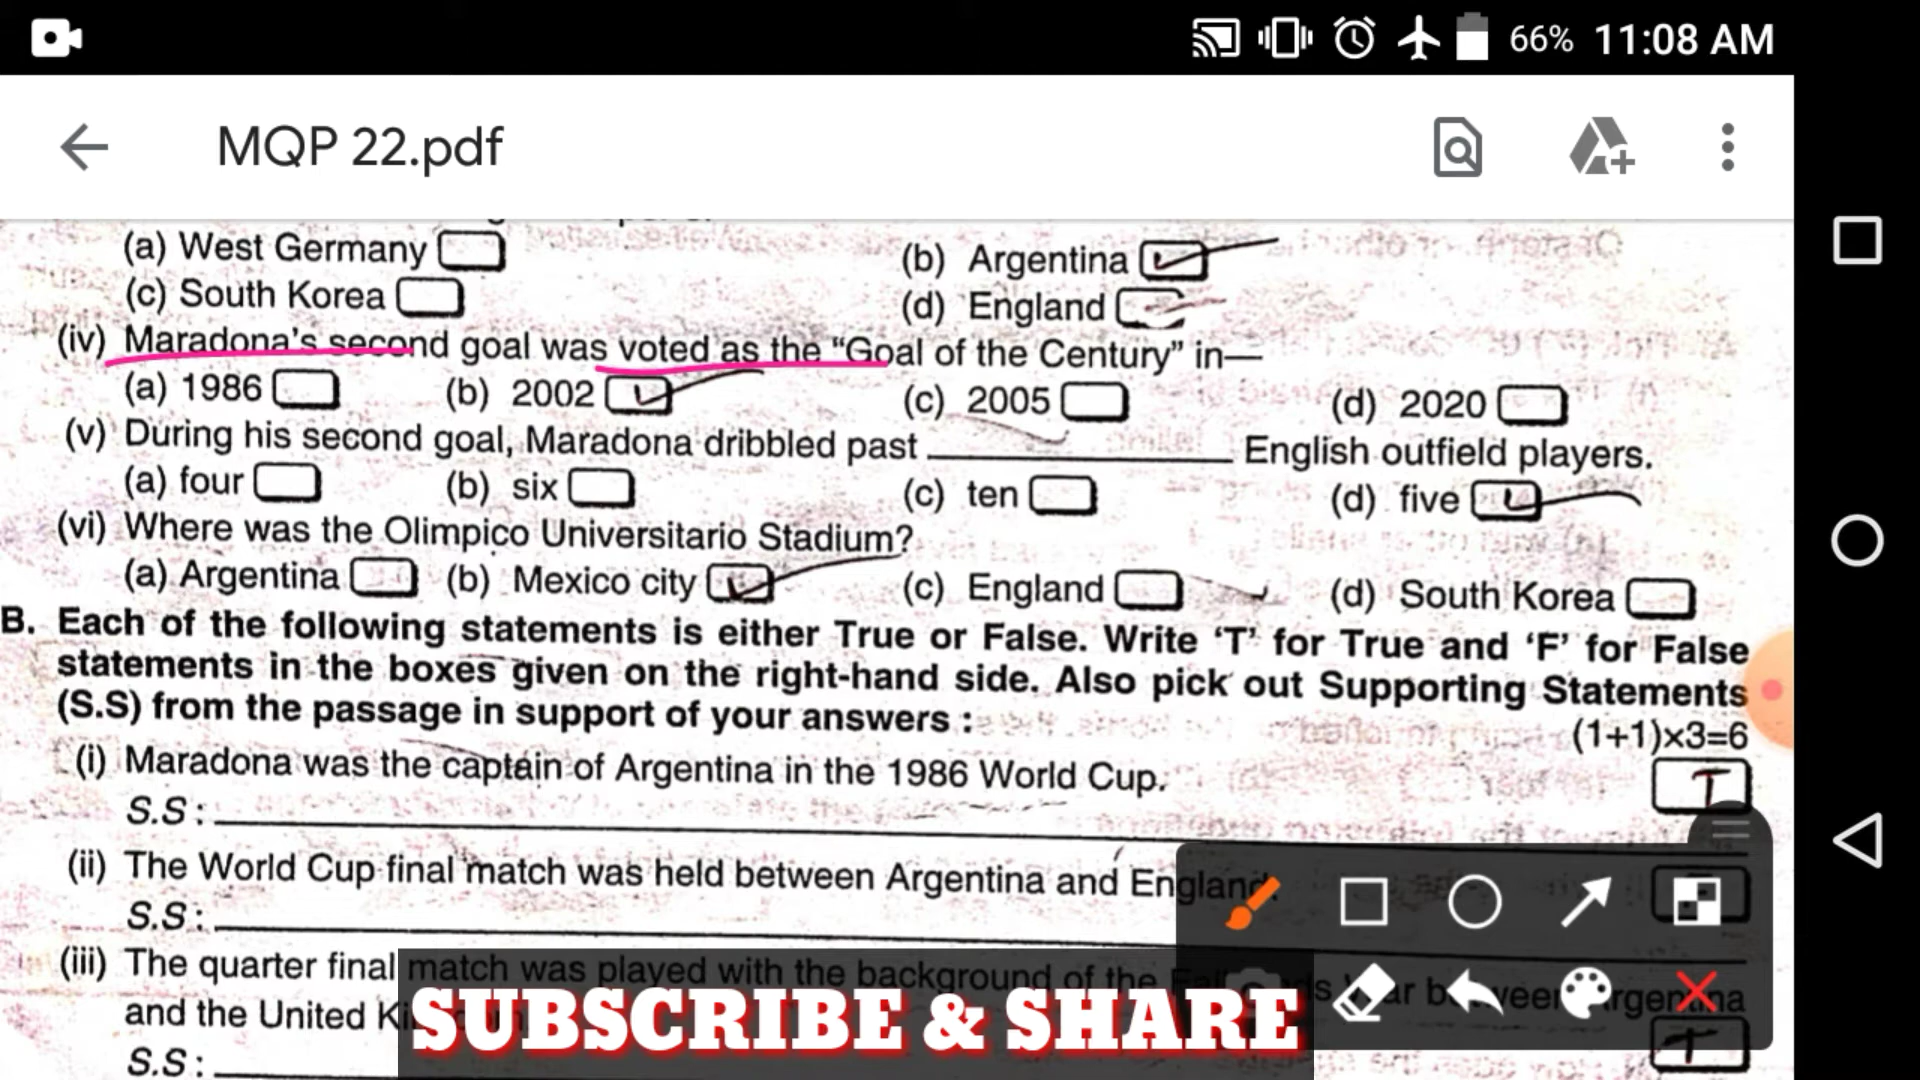 66% 11:08 AM
MQP 22.pdf
(a) West Germany (b) Argentina
(c) South Korea (d) England
(iv) Maradona's second goal was voted as the "Goal of the Century" in—
(a) 1986 (b) 2002 (c) 2005 (d) 2020
(v) During his second goal, Maradona dribbled past __________ English outfield players.
(a) four (b) six (c) ten (d) five
(vi) Where was the Olimpico Universitario Stadium?
(a) Argentina (b) Mexico city (c) England (d) South Korea
B. Each of the following statements is either True or False. Write 'T' for True and 'F' for False
statements in the boxes given on the right-hand side. Also pick out Supporting Statements
(S.S) from the passage in support of your answers :
(1+1)x3=6
(i) Maradona was the captain of Argentina in the 1986 World Cup. T
S.S :
(ii) The World Cup final match was held between Argentina and England.
S.S :
(iii) The quarter final match was played with the background of the between Argentina
and the United T
S.S :
SUBSCRIBE & SHARE